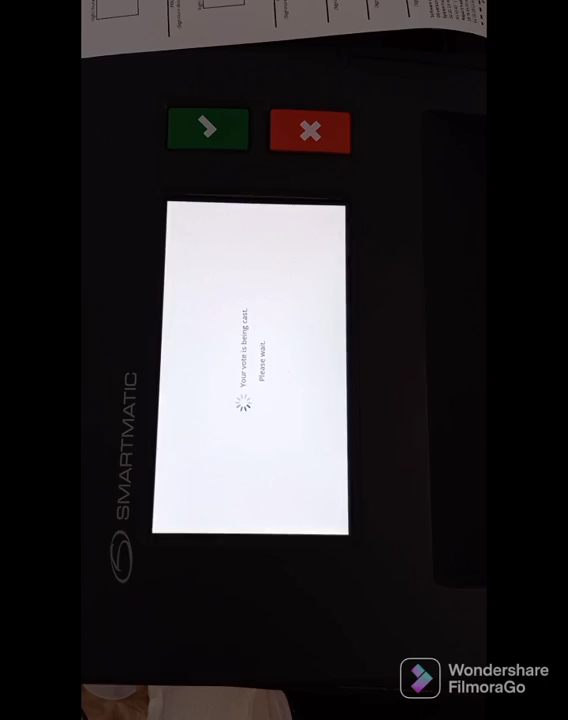 Your vote is being cast.
Please wait.
SMARTMATIC
Wondershare
FilmoraGo